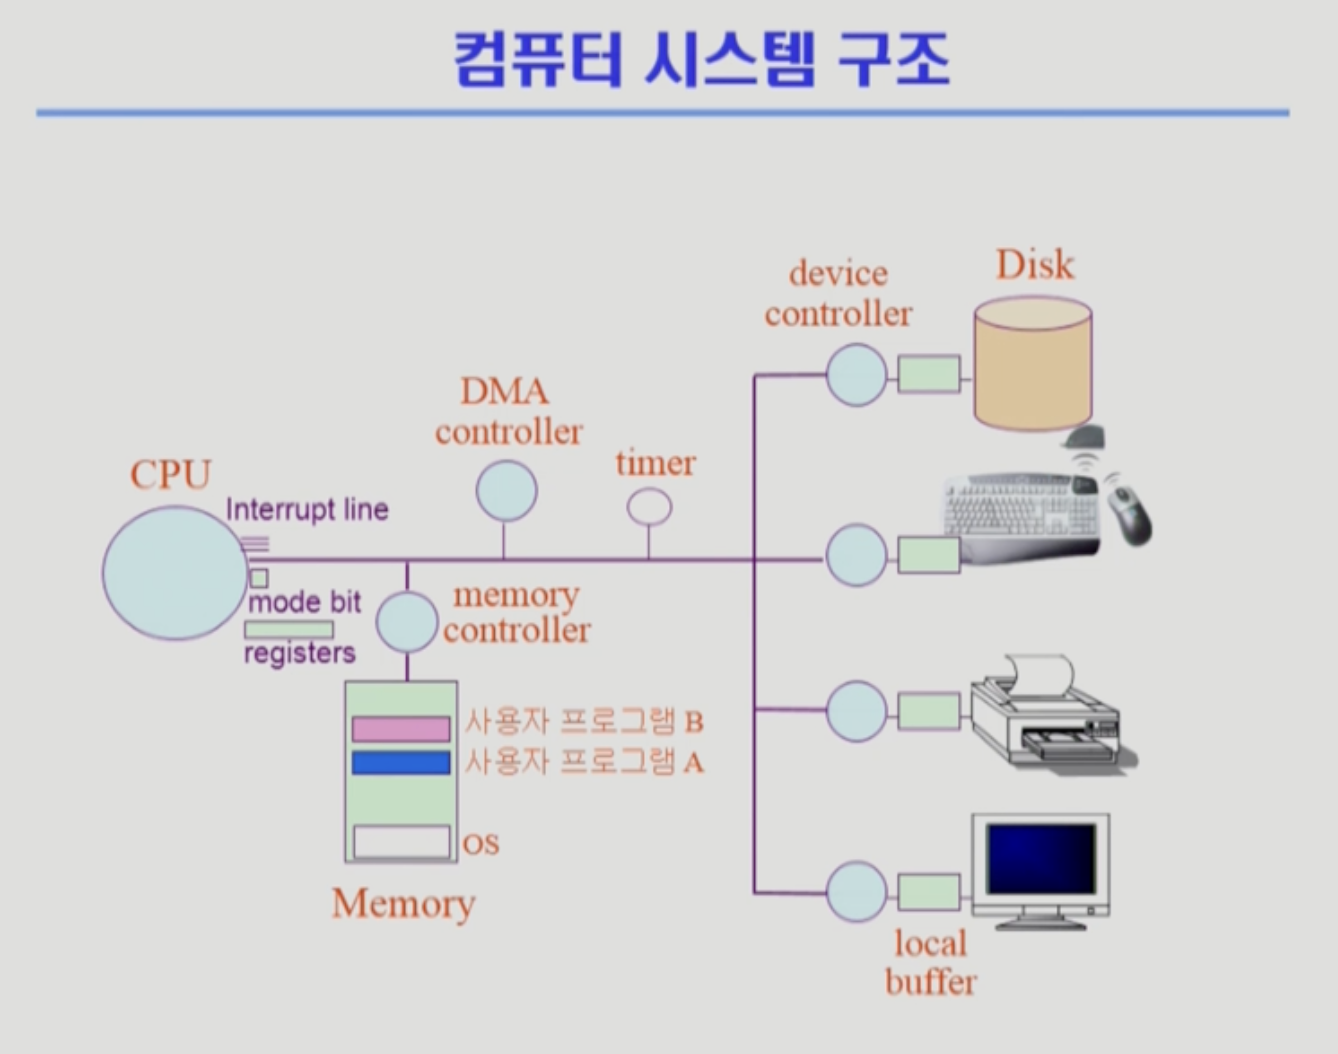 컴퓨터 시스템 구조
Disk
device
controller
DMA
controller
timer
CPU
Interrupt line
mode bit
registers
memory
controller
사용자 프로그램 B
사용자 프로그램 A
OS
Memory
local
buffer